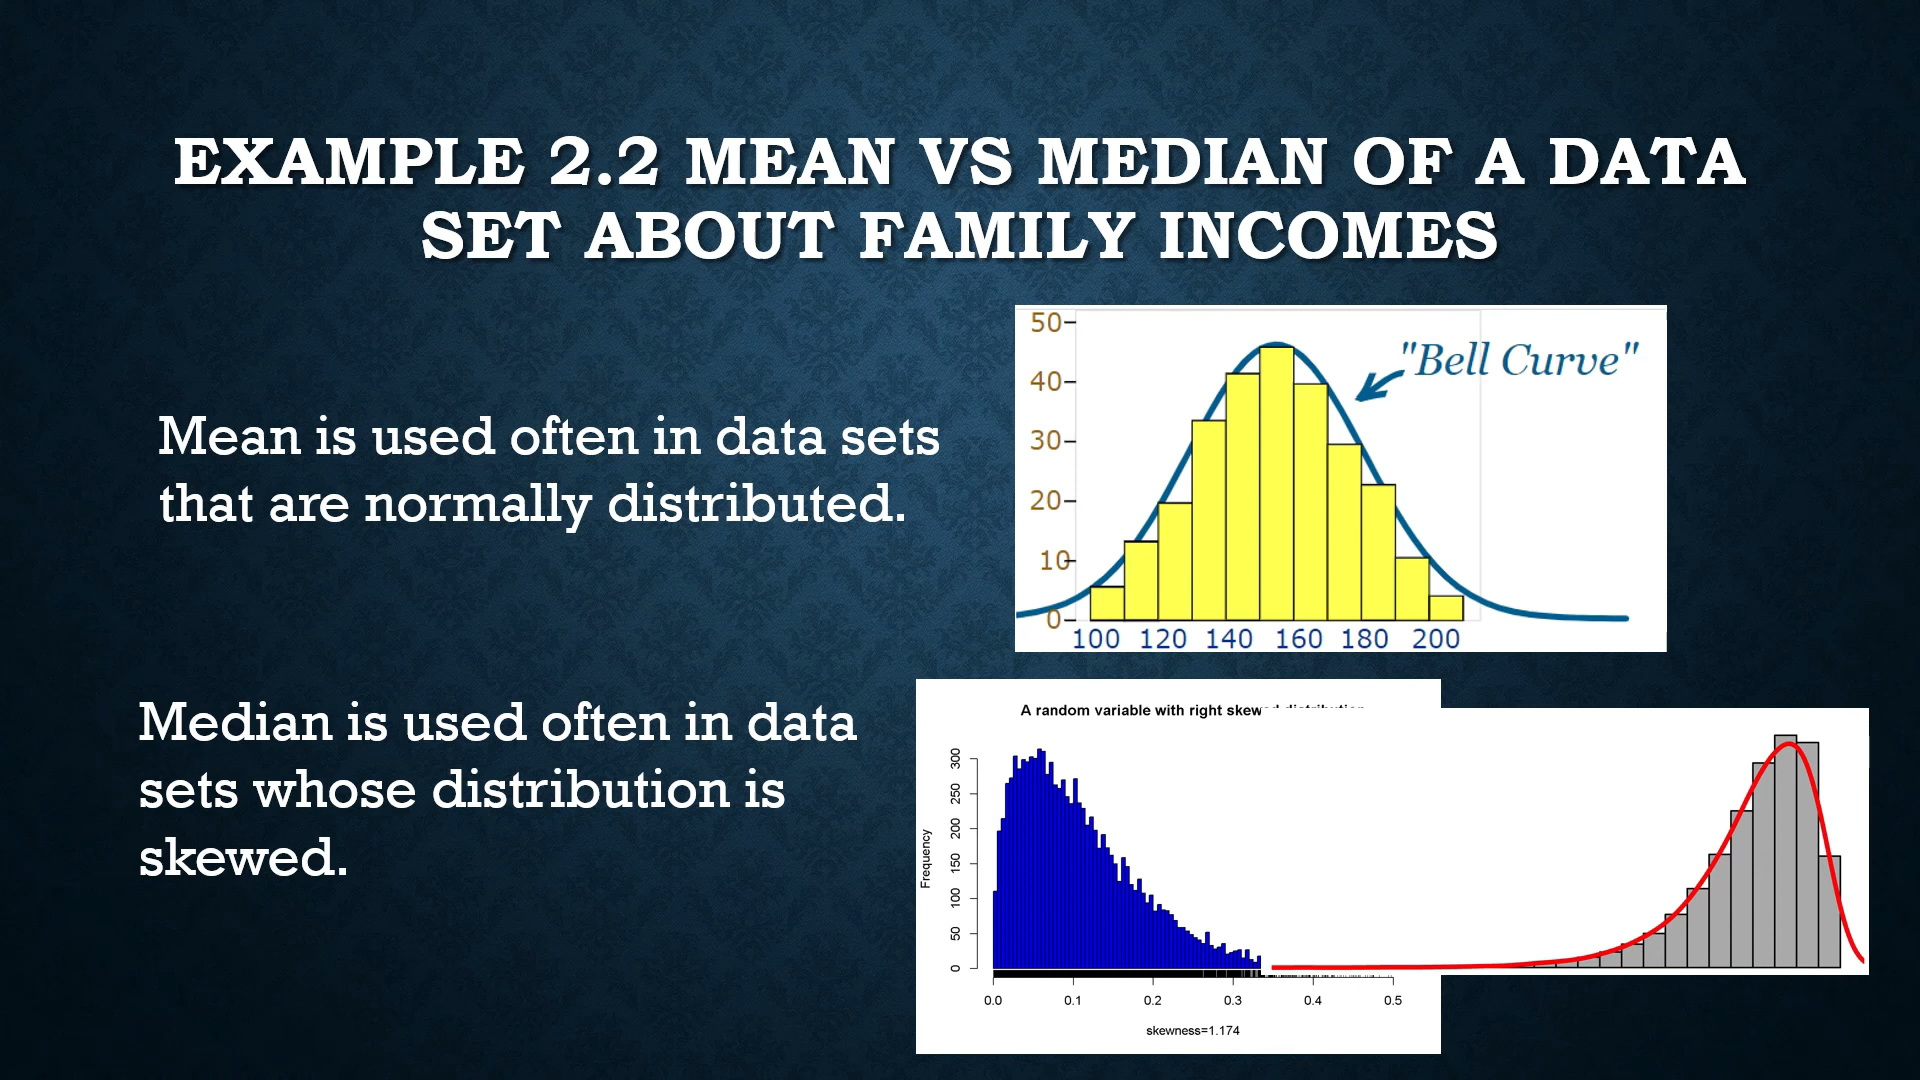 EXAMPLE 2.2 MEAN VS MEDIAN OF A DATA
SET ABOUT FAMILY INCOMES
Mean is used often in data sets
that are normally distributed.
50
40
30
20
10
0
"Bell Curve"
100 120 140 160 180 200
Median is used often in data
sets whose distribution is
skewed.
A random variable with right skewed distribution
Frequency
300
250
200
150
100
50
0
0.0 0.1 0.2 0.3 0.4 0.5
skewness=1.174